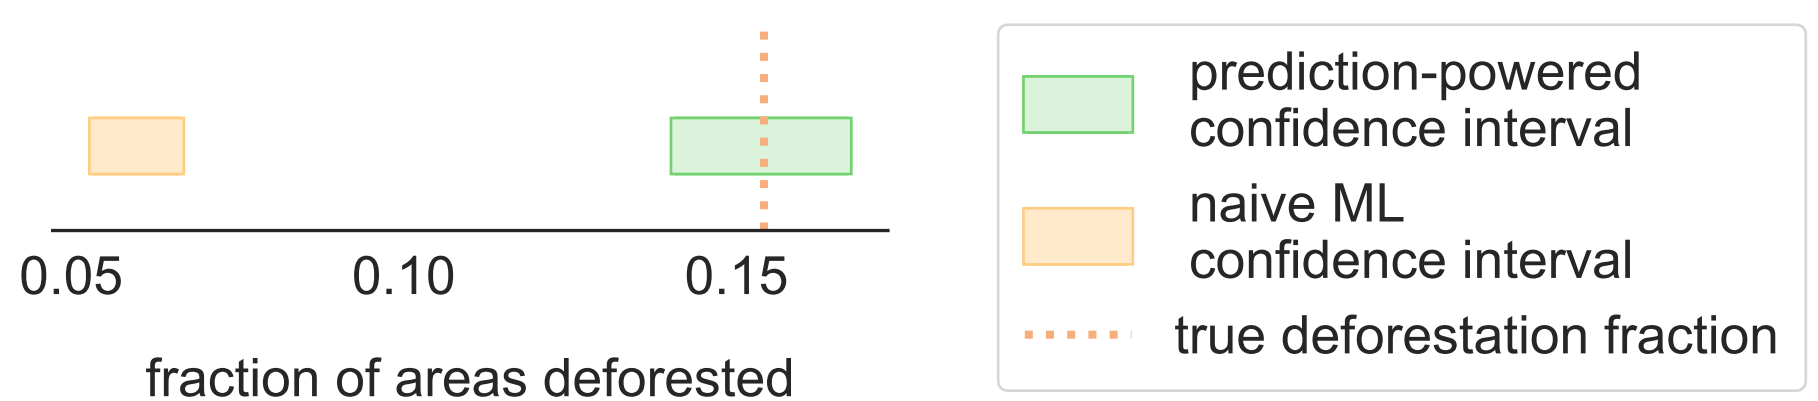 0.05 0.10 0.15
fraction of areas deforested
prediction-powered
confidence interval
naive ML
confidence interval
true deforestation fraction